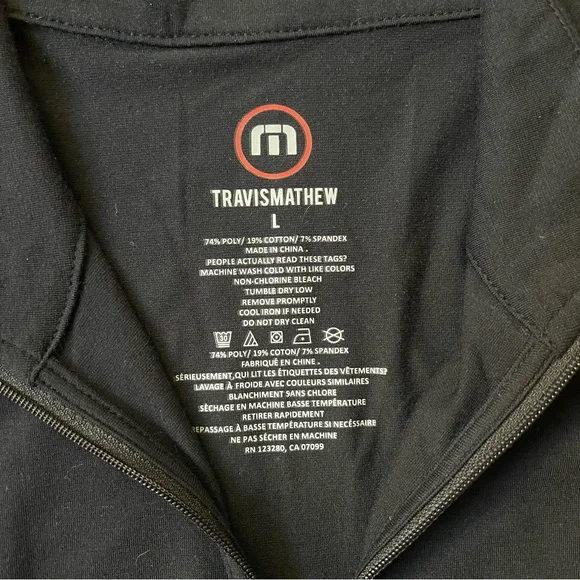 TRAVISMATHEW
L
74% POLY/ 19% COTTON/ 7% SPANDEX
MADE IN CHINA .
PEOPLE ACTUALLY READ THESE TAGS?
MACHINE WASH COLD WITH LIKE COLORS
NON-CHLORINE BLEACH
TUMBLE DRY LOW
REMOVE PROMPTLY
COOL IRON IF NEEDED
DO NOT DRY CLEAN
30
74% POLY/ 19% COTON/ 7% SPANDEX
FABRIQUÉ EN CHINE .
SÉRIEUSEMENT,QUI LIT LES ÉTIQUETTES DES VÊTEMENTS?
LAVAGE À FROIDE AVEC COULEURS SIMILAIRES
BLANCHIMENT SANS CHLORE
SÈCHAGE EN MACHINE BASSE TEMPÉRATURE
RETIRER RAPIDEMENT
REPASSAGE À BASSE TEMPÉRATURE SI NÉCESSAIRE
NE PAS SÉCHER EN MACHINE
RN 123280, CA 07099